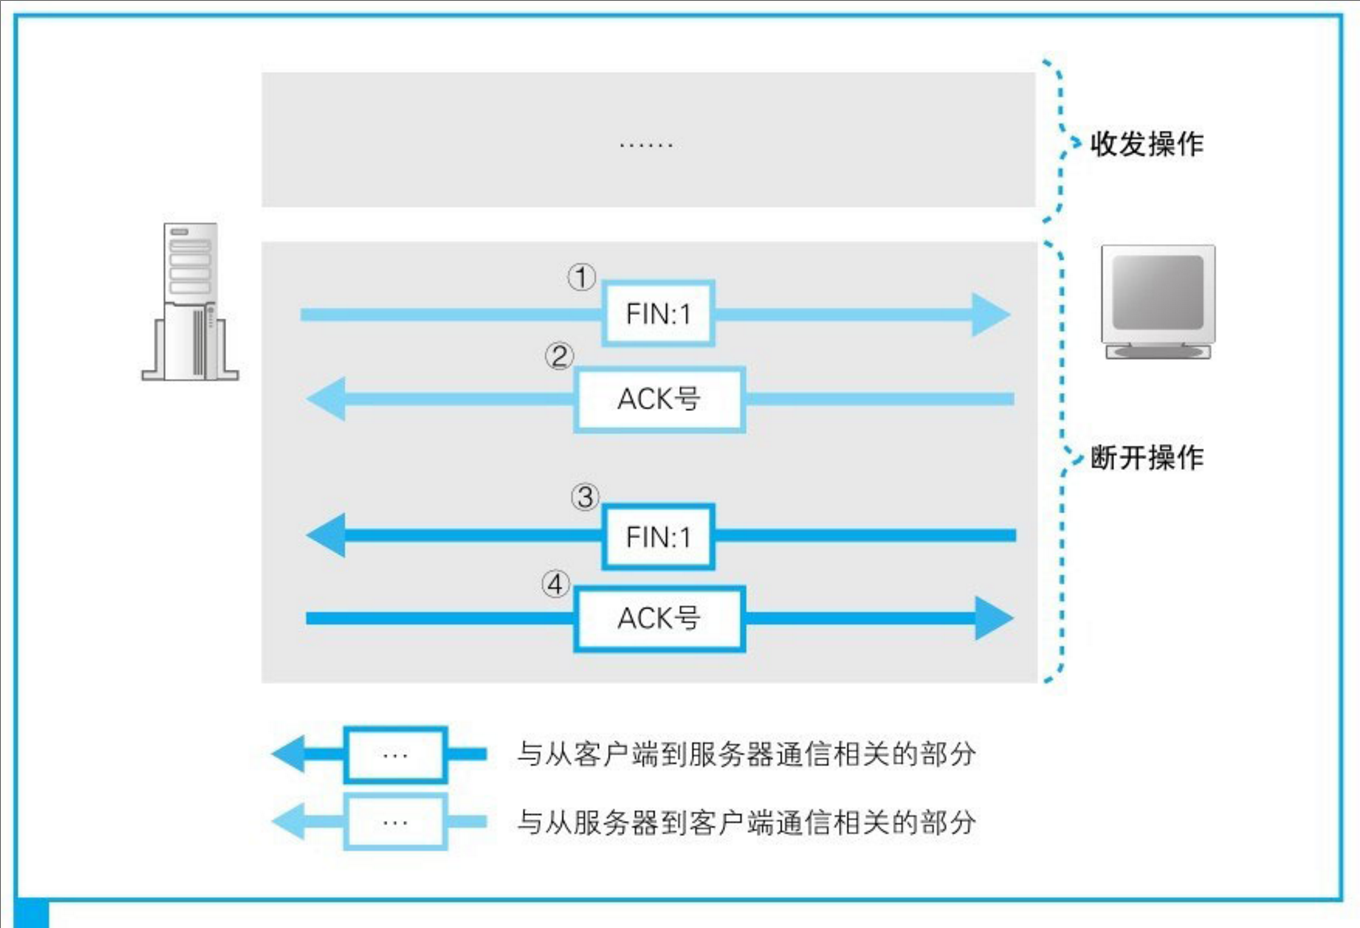 ……
收发操作
①
FIN:1
②
ACK号
断开操作
③
FIN:1
④
ACK号
… 与从客户端到服务器通信相关的部分
… 与从服务器到客户端通信相关的部分